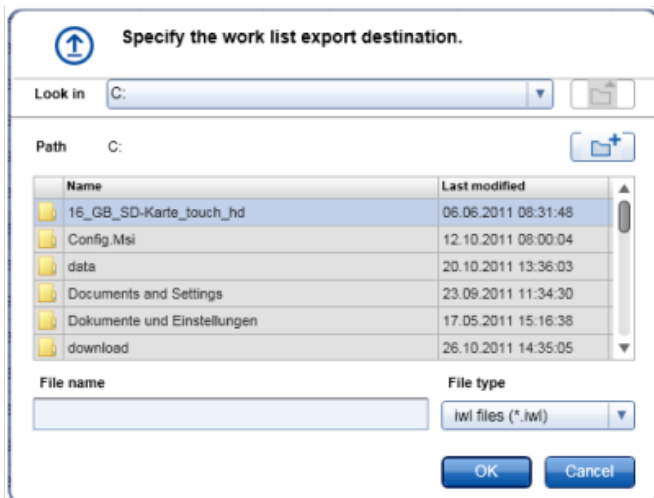 Specify the work list export destination.
Look in C:
Path C:
Name Last modified
16_GB_SD-Karte_touch_hd 06.06.2011 08:31:48
Config.Msi 12.10.2011 08:00:04
data 20.10.2011 13:36:03
Documents and Settings 23.09.2011 11:34:30
Dokumente und Einstellungen 17.05.2011 15:16:38
download 26.10.2011 14:35:05
File name File type
iwl files (*.iwl)
OK Cancel